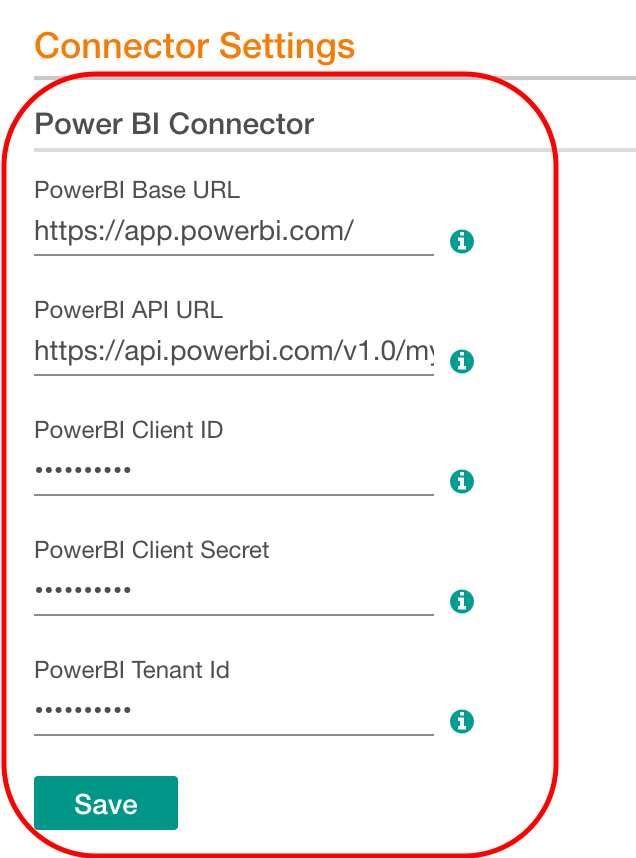 Connector Settings
Power BI Connector
PowerBI Base URL
https://app.powerbi.com/
PowerBI API URL
https://api.powerbi.com/v1.0/my
PowerBI Client ID
••••••••••
PowerBI Client Secret
••••••••••
PowerBI Tenant Id
••••••••••
Save